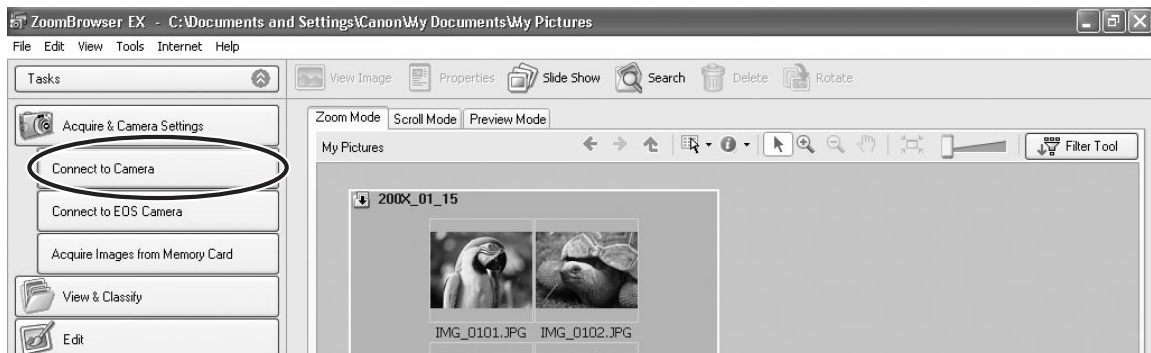 ZoomBrowser EX - C:\Documents and Settings\Canon\My Documents\My Pictures
File Edit View Tools Internet Help
Tasks
View Image Properties Slide Show Search Delete Rotate
Acquire & Camera Settings
Connect to Camera
Connect to EOS Camera
Acquire Images from Memory Card
View & Classify
Edit
Zoom Mode Scroll Mode Preview Mode
My Pictures
Filter Tool
200X_01_15
IMG_0101.JPG IMG_0102.JPG